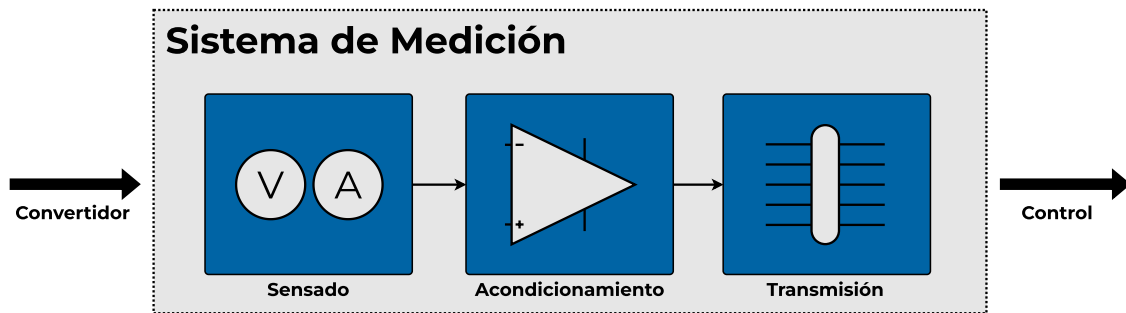 Sistema de Medición
V A
- +
Convertidor
Control
Sensado
Acondicionamiento
Transmisión